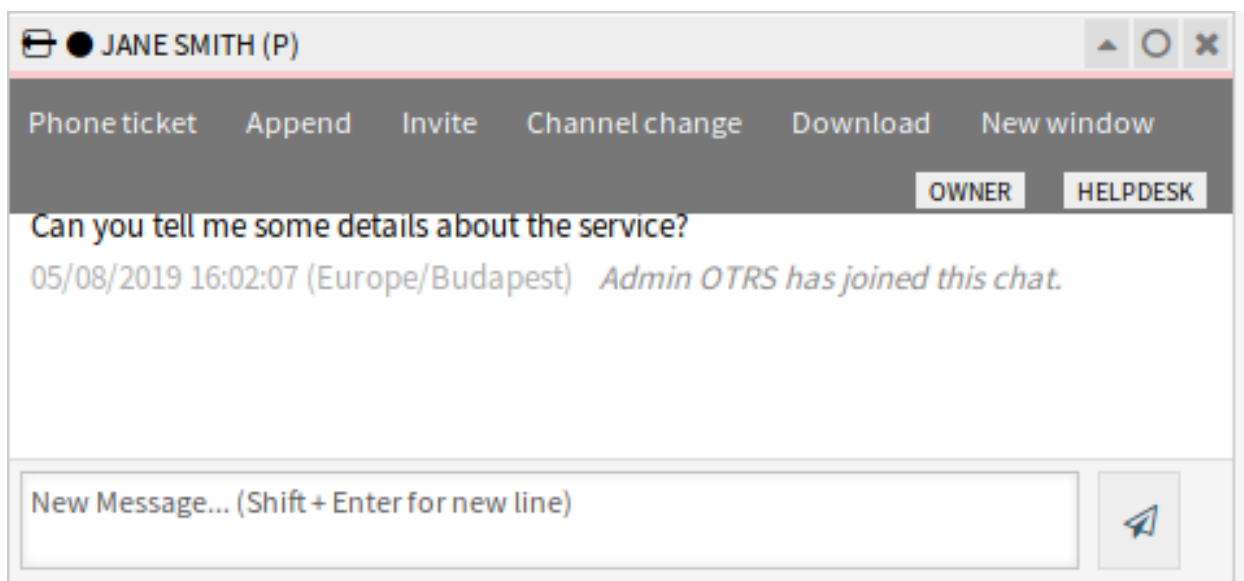 JANE SMITH (P)
Phone ticket Append Invite Channel change Download New window
OWNER HELPDESK
Can you tell me some details about the service?
05/08/2019 16:02:07 (Europe/Budapest) Admin OTRS has joined this chat.
New Message... (Shift + Enter for new line)